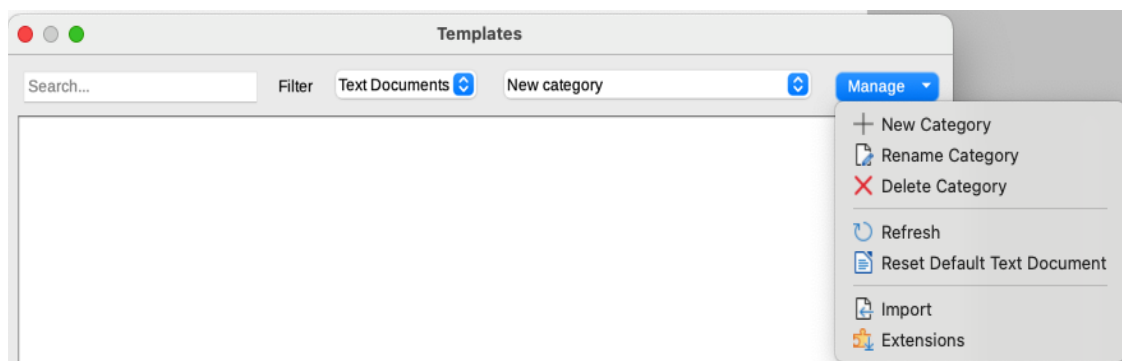 Templates
Search... Filter Text Documents New category Manage
New Category
Rename Category
Delete Category
Refresh
Reset Default Text Document
Import
Extensions